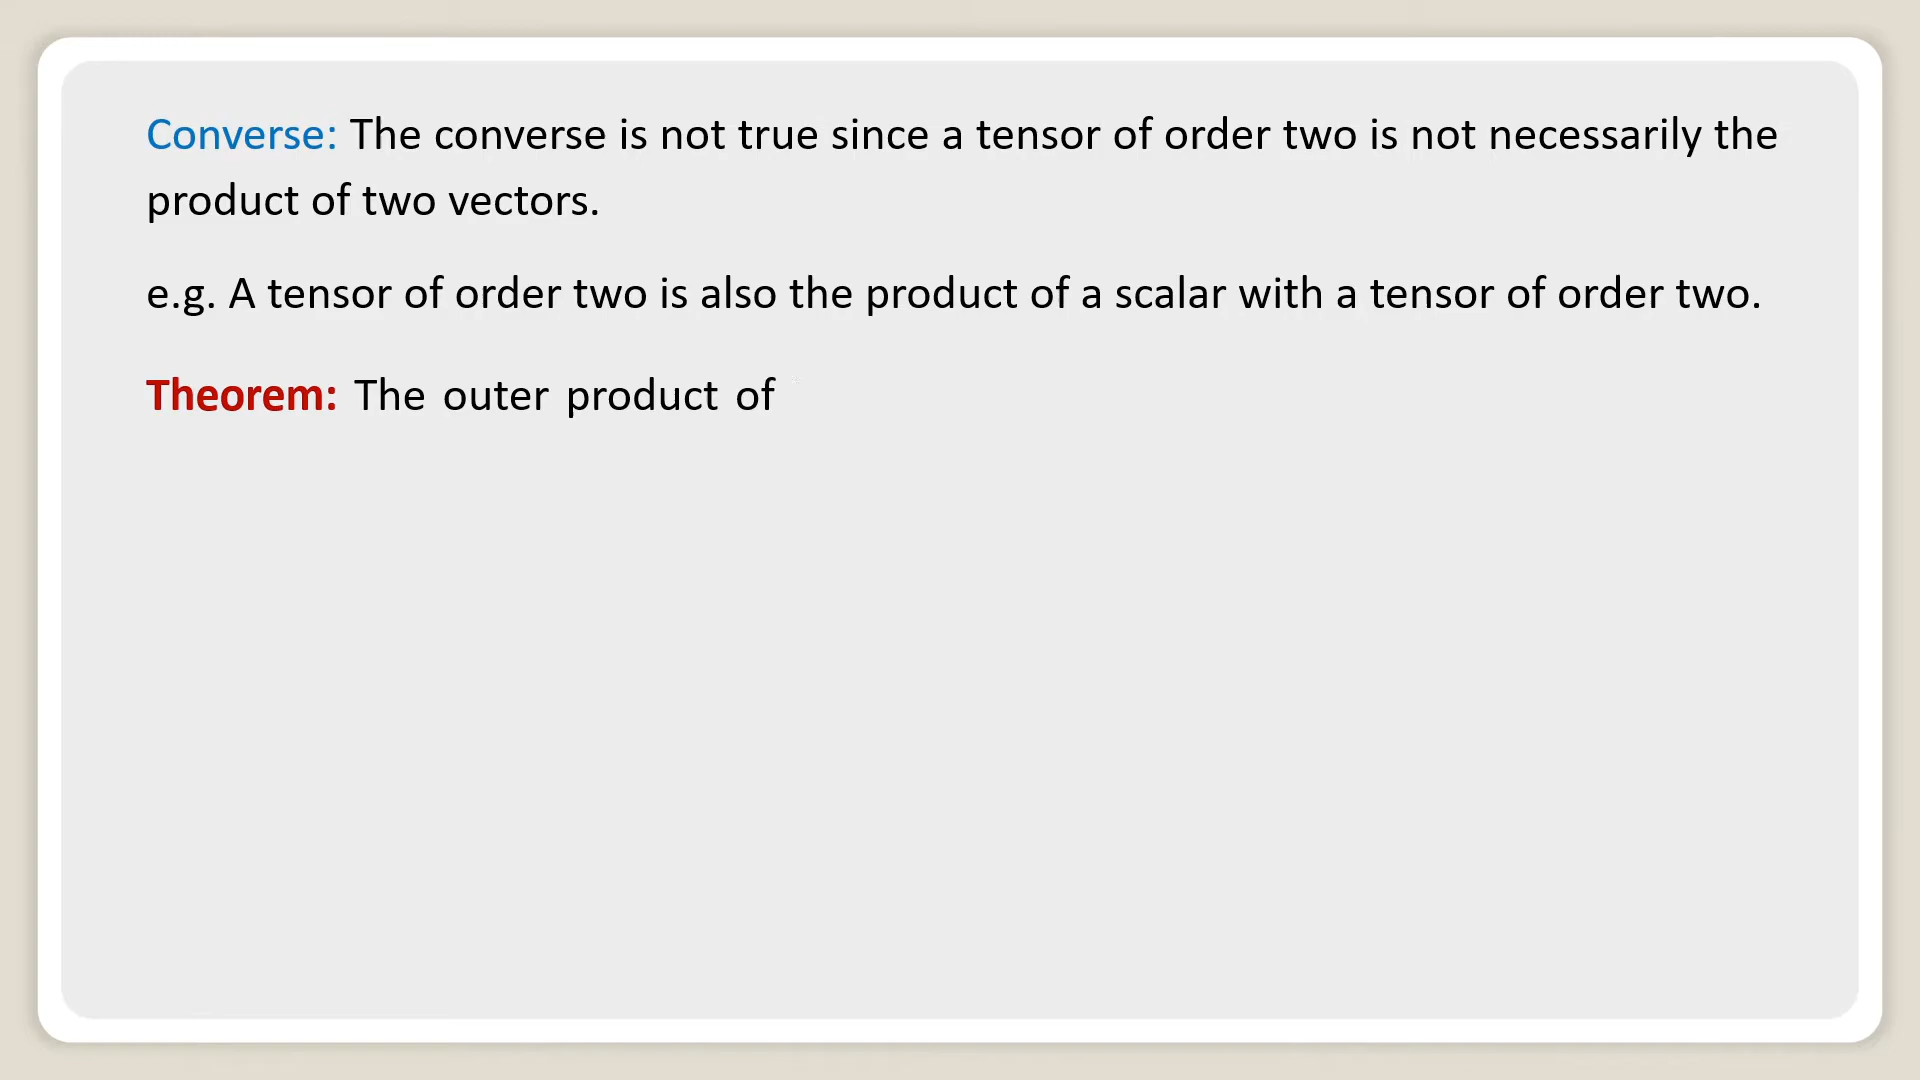 Converse: The converse is not true since a tensor of order two is not necessarily the
product of two vectors.
e.g. A tensor of order two is also the product of a scalar with a tensor of order two.
Theorem: The outer product of